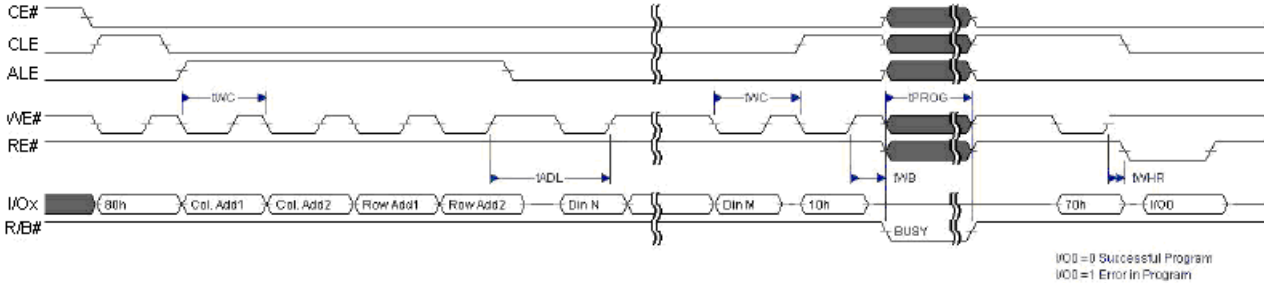 CE#
CLE
ALE
tWC tWC tPROG
WE#
RE#
tADL tWB tWHR
I/Ox 80h Col. Add1 Col. Add2 Row Add1 Row Add2 Din N Din M 10h 70h I/O0
R/B# BUSY
I/O0=0 Successful Program
I/O0=1 Error in Program